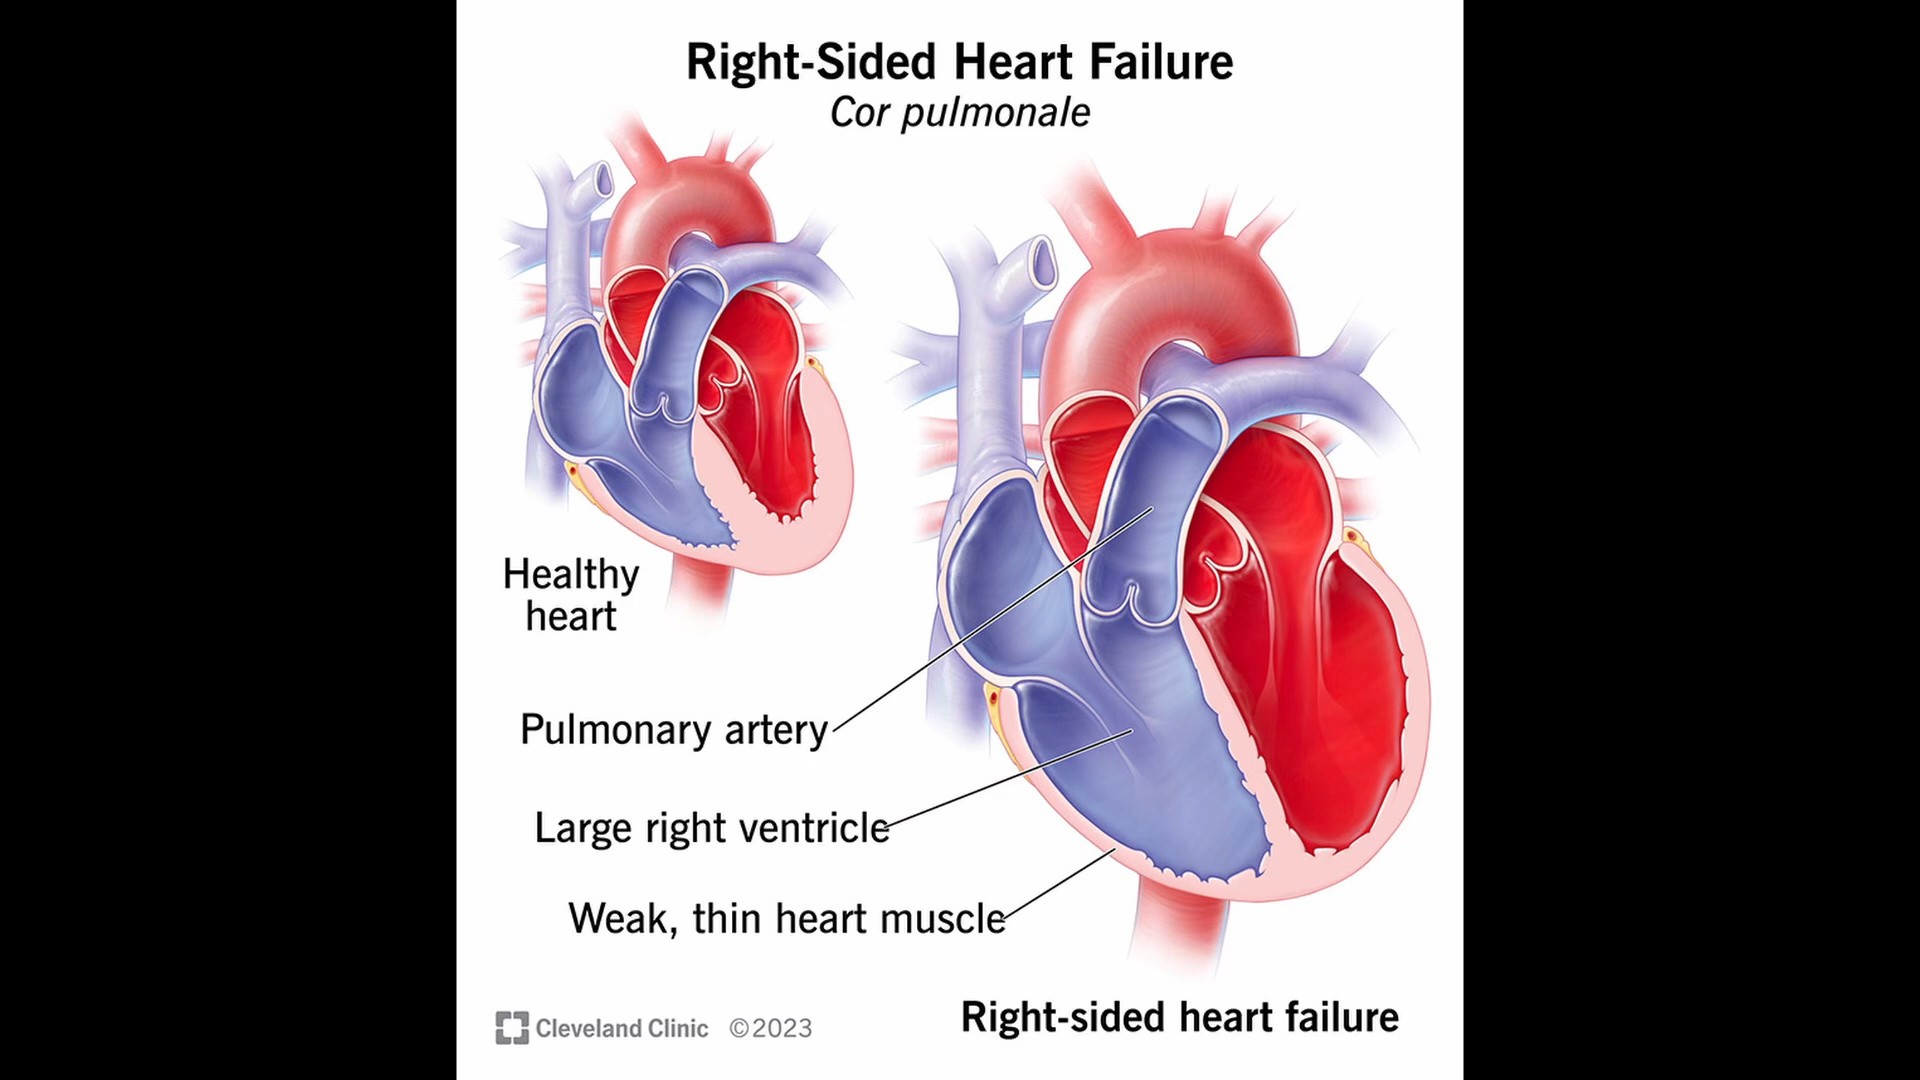 Right-Sided Heart Failure
Cor pulmonale
Healthy
heart
Pulmonary artery
Large right ventricle
Weak, thin heart muscle
Right-sided heart failure
Cleveland Clinic ©2023